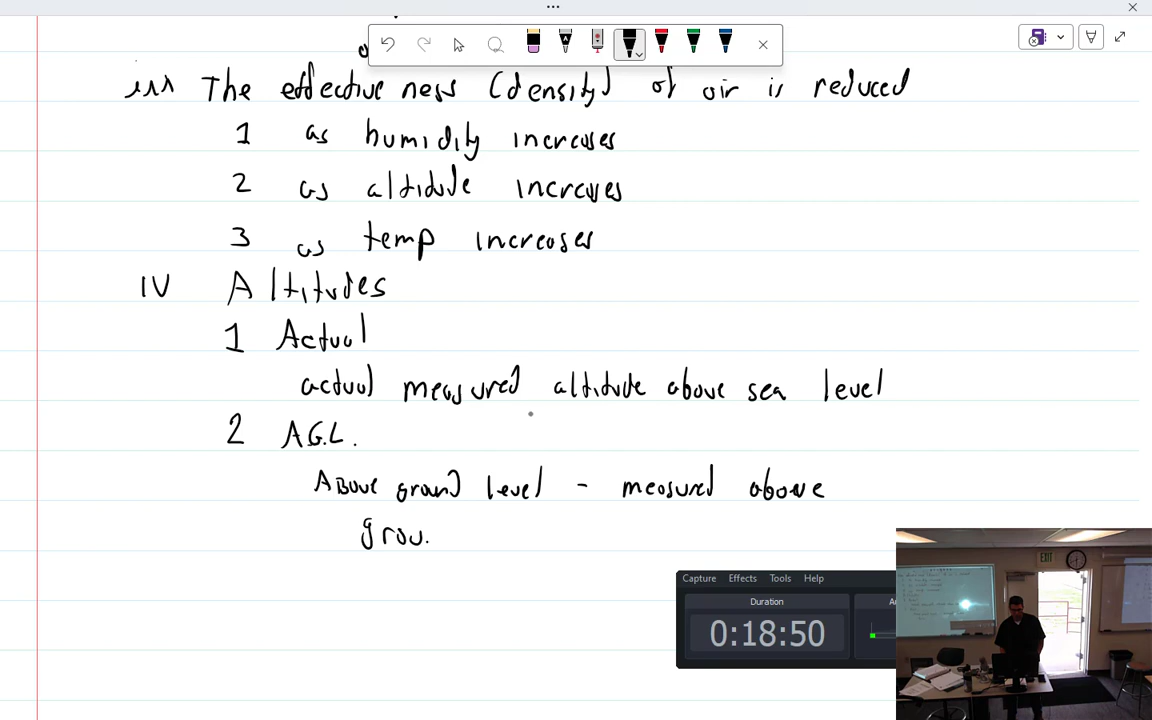 iii The effectiveness (density) of air is reduced
1 as humidity increases
2 as altitude increases
3 as temp increases
IV Altitudes
1 Actual
actual measured altitude above sea level
2 A.G.L.
Above ground level - measured above
grou.
Capture Effects Tools Help
Duration
0:18:50
EXIT